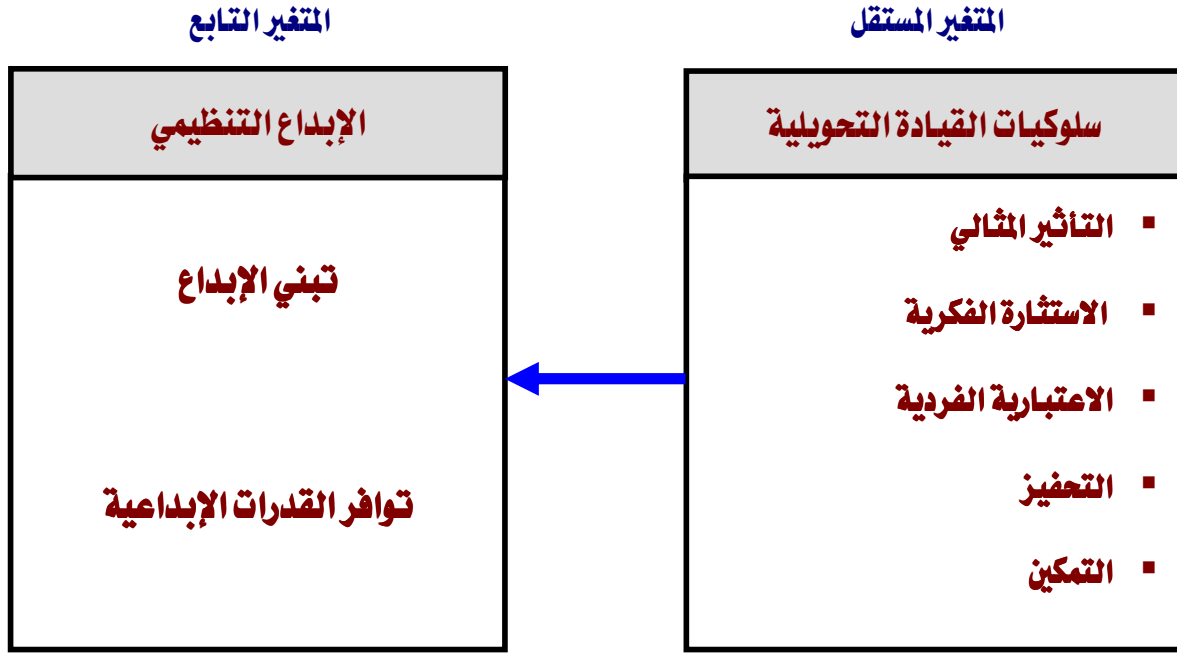 المتغير المستقل
سلوكيات القيادة التحويلية
▪ التأثير المثالي
▪ الاستثارة الفكرية
▪ الاعتبارية الفردية
▪ التحفيز
▪ التمكين
المتغير التابع
الإبداع التنظيمي
تبني الإبداع
توافر القدرات الإبداعية